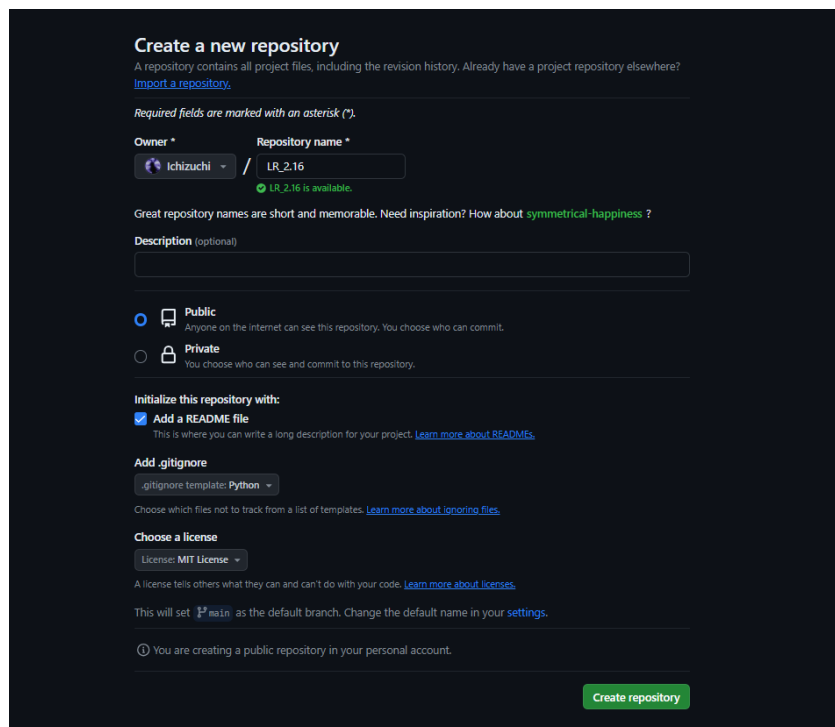 Create a new repository
A repository contains all project files, including the revision history. Already have a project repository elsewhere?
Import a repository.
Required fields are marked with an asterisk (*).
Owner * Repository name *
Ichizuchi / LR_2.16
LR_2.16 is available.
Great repository names are short and memorable. Need inspiration? How about symmetrical-happiness ?
Description (optional)
Public
Anyone on the internet can see this repository. You choose who can commit.
Private
You choose who can see and commit to this repository.
Initialize this repository with:
Add a README file
This is where you can write a long description for your project. Learn more about READMEs.
Add .gitignore
.gitignore template: Python
Choose which files not to track from a list of templates. Learn more about ignoring files.
Choose a license
License: MIT License
A license tells others what they can and can't do with your code. Learn more about licenses.
This will set main as the default branch. Change the default name in your settings.
You are creating a public repository in your personal account.
Create repository